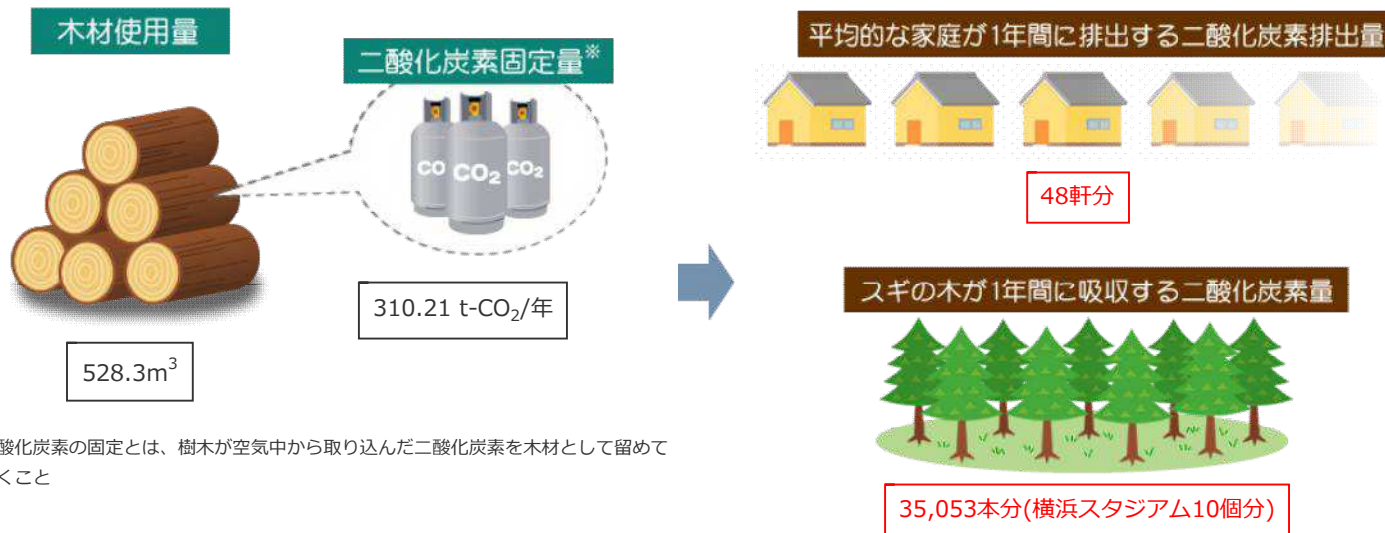 木材使用量
二酸化炭素固定量※
CO
CO₂
CO₂
310.21 t-CO₂/年
528.3m³
酸化炭素の固定とは、樹木が空気中から取り込んだ二酸化炭素を木材として留めて
くこと
平均的な家庭が1年間に排出する二酸化炭素排出量
48軒分
スギの木が1年間に吸収する二酸化炭素量
35,053本分(横浜スタジアム10個分)